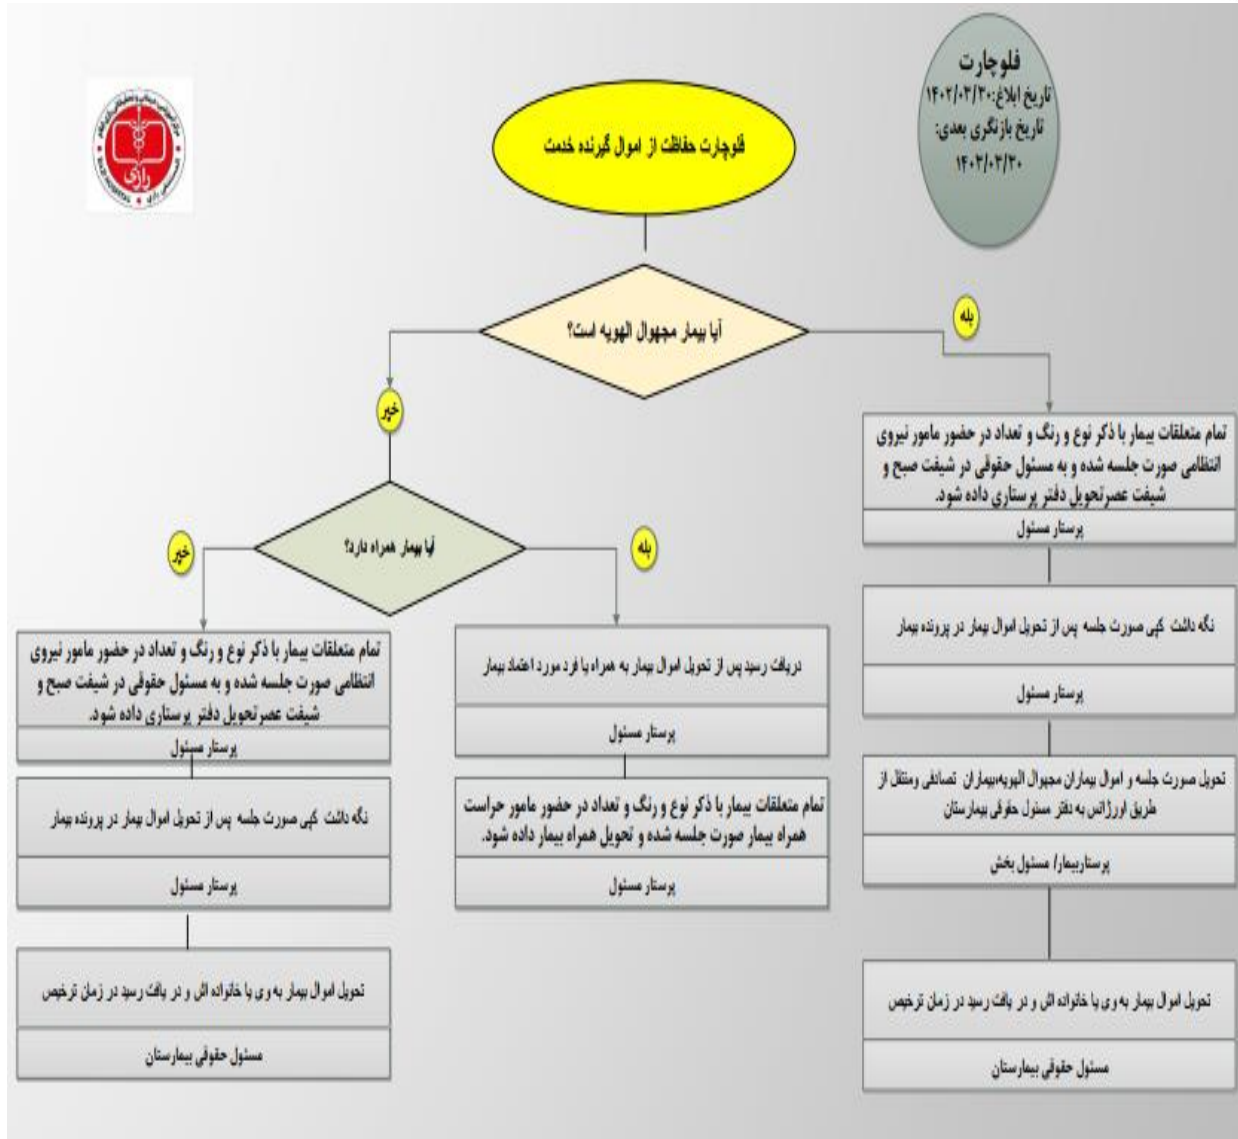 فلوچارت
تاریخ ابلاغ:۱۴۰۲/۰۳/۳۰
تاریخ بازنگری بعدی:
۱۴۰۳/۰۳/۳۰
رازی
فلوچارت حفاظت از اموال گیرنده خدمت
آیا بیمار مجهوال الهویه است؟
بله
خیر
تمام متعلقات بیمار با ذکر نوع و رنگ و تعداد در حضور مامور نیروی
انتظامی صورت جلسه شده و به مسئول حقوقی در شیفت صبح و
شیفت عصرتحویل دفتر پرستاری داده شود.
پرستار مسئول
نگه داشت کپی صورت جلسه پس از تحویل اموال بیمار در پرونده بیمار
پرستار مسئول
تحویل صورت جلسه و اموال بیماران مجهوال الهویه،بیماران تصادفی ومنتقل از
طریق اورژانس به دفتر مسئول حقوقی بیمارستان
پرستاربیمار/ مسئول بخش
تحویل اموال بیمار به وی یا خانواده اش و در یافت رسید در زمان ترخیص
مسئول حقوقی بیمارستان
آیا بیمار همراه دارد؟
بله
خیر
دریافت رسید پس از تحویل اموال بیمار به همراه یا فرد مورد اعتماد بیمار
پرستار مسئول
تمام متعلقات بیمار با ذکر نوع و رنگ و تعداد در حضور مامور حراست
همراه بیمار صورت جلسه شده و تحویل همراه بیمار داده شود.
پرستار مسئول
تمام متعلقات بیمار با ذکر نوع و رنگ و تعداد در حضور مامور نیروی
انتظامی صورت جلسه شده و به مسئول حقوقی در شیفت صبح و
شیفت عصرتحویل دفتر پرستاری داده شود.
پرستار مسئول
نگه داشت کپی صورت جلسه پس از تحویل اموال بیمار در پرونده بیمار
پرستار مسئول
تحویل اموال بیمار به وی یا خانواده اش و در یافت رسید در زمان ترخیص
مسئول حقوقی بیمارستان